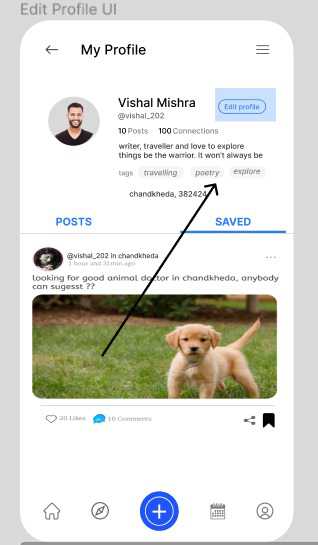 Edit Profile UI
My Profile
Vishal Mishra
Edit profile
@vishal_202
10 Posts 100 Connections
writer, traveller and love to explore
things be the warrior. It won't always be
tags travelling poetry explore
chandkheda, 382424
POSTS SAVED
@vishal_202 in chandkheda
1 hour and 31min ago
looking for good animal doctor in chandkheda, anybody
can sugesst ??
20 Likes 10 Comments